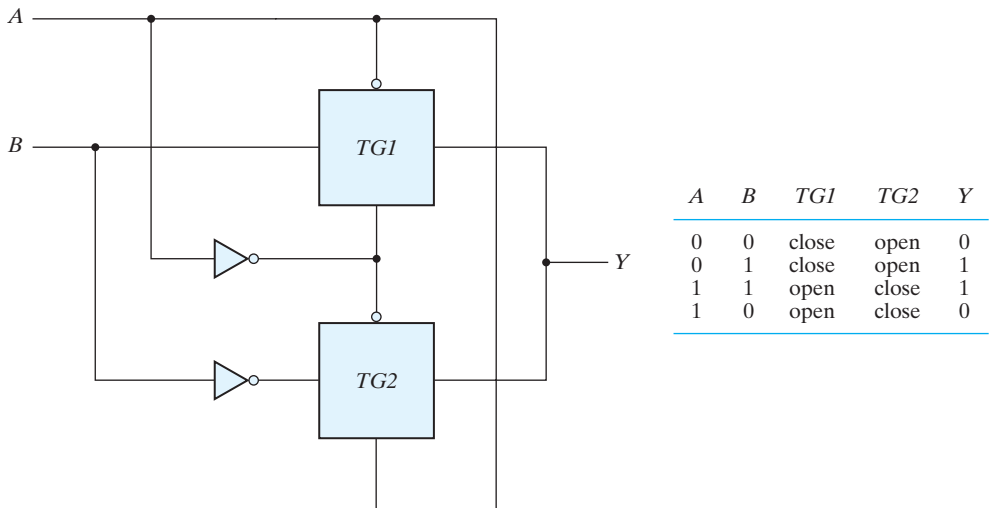 A
B
TG1
TG2
Y
A B TG1 TG2 Y
0 0 close open 0
0 1 close open 1
1 1 open close 1
1 0 open close 0